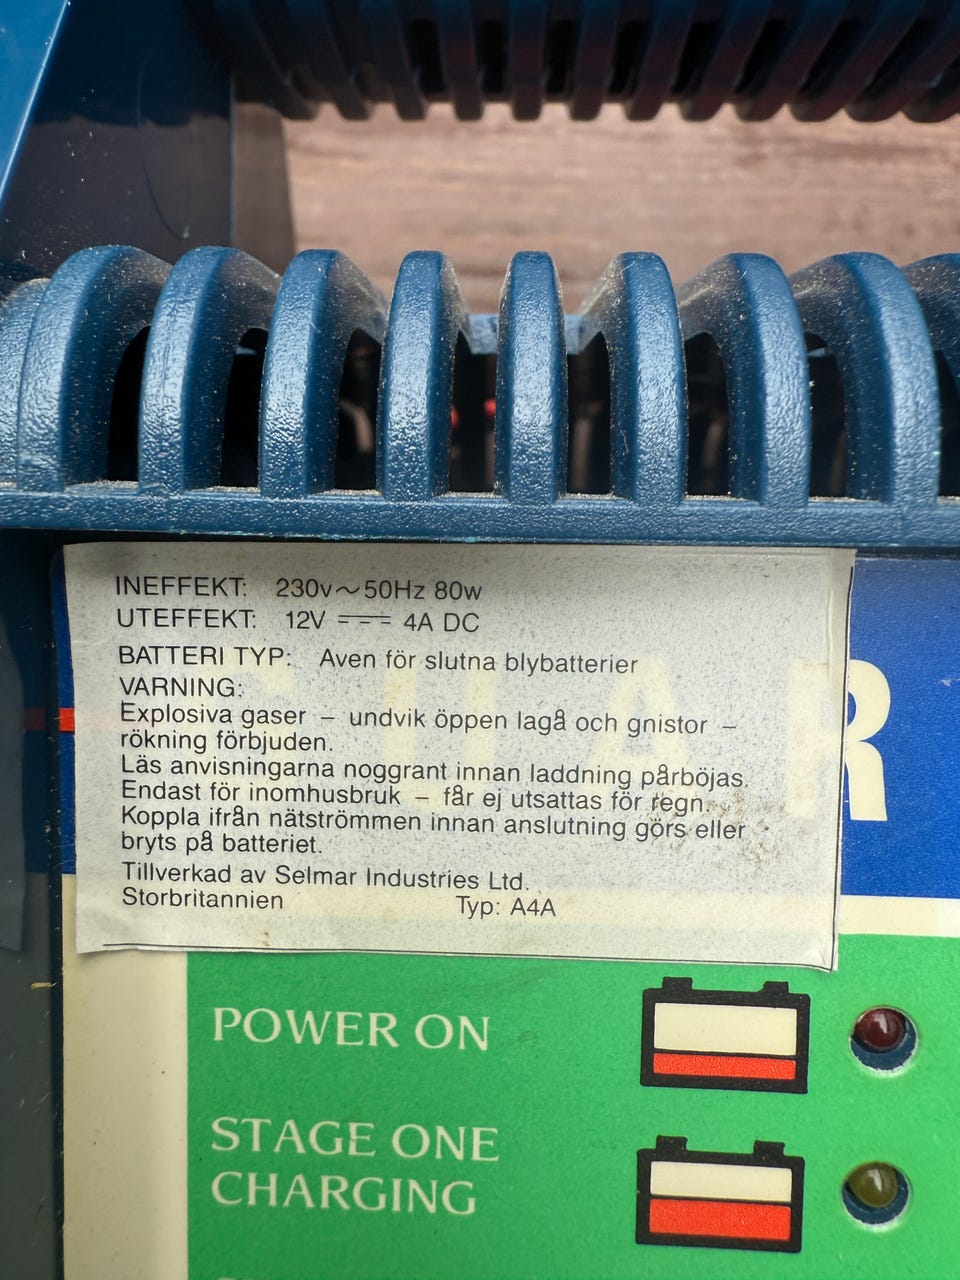 INEFFEKT: 230v~50Hz 80w
UTEFFEKT: 12V ⎓ 4A DC
BATTERI TYP: Aven för slutna blybatterier
VARNING:
Explosiva gaser – undvik öppen lagå och gnistor –
rökning förbjuden.
Läs anvisningarna noggrant innan laddning pårböjas.
Endast för inomhusbruk – får ej utsattas för regn.
Koppla ifrån nätströmmen innan anslutning görs eller
bryts på batteriet.
Tillverkad av Selmar Industries Ltd.
Storbritannien Typ: A4A
R
POWER ON
STAGE ONE
CHARGING